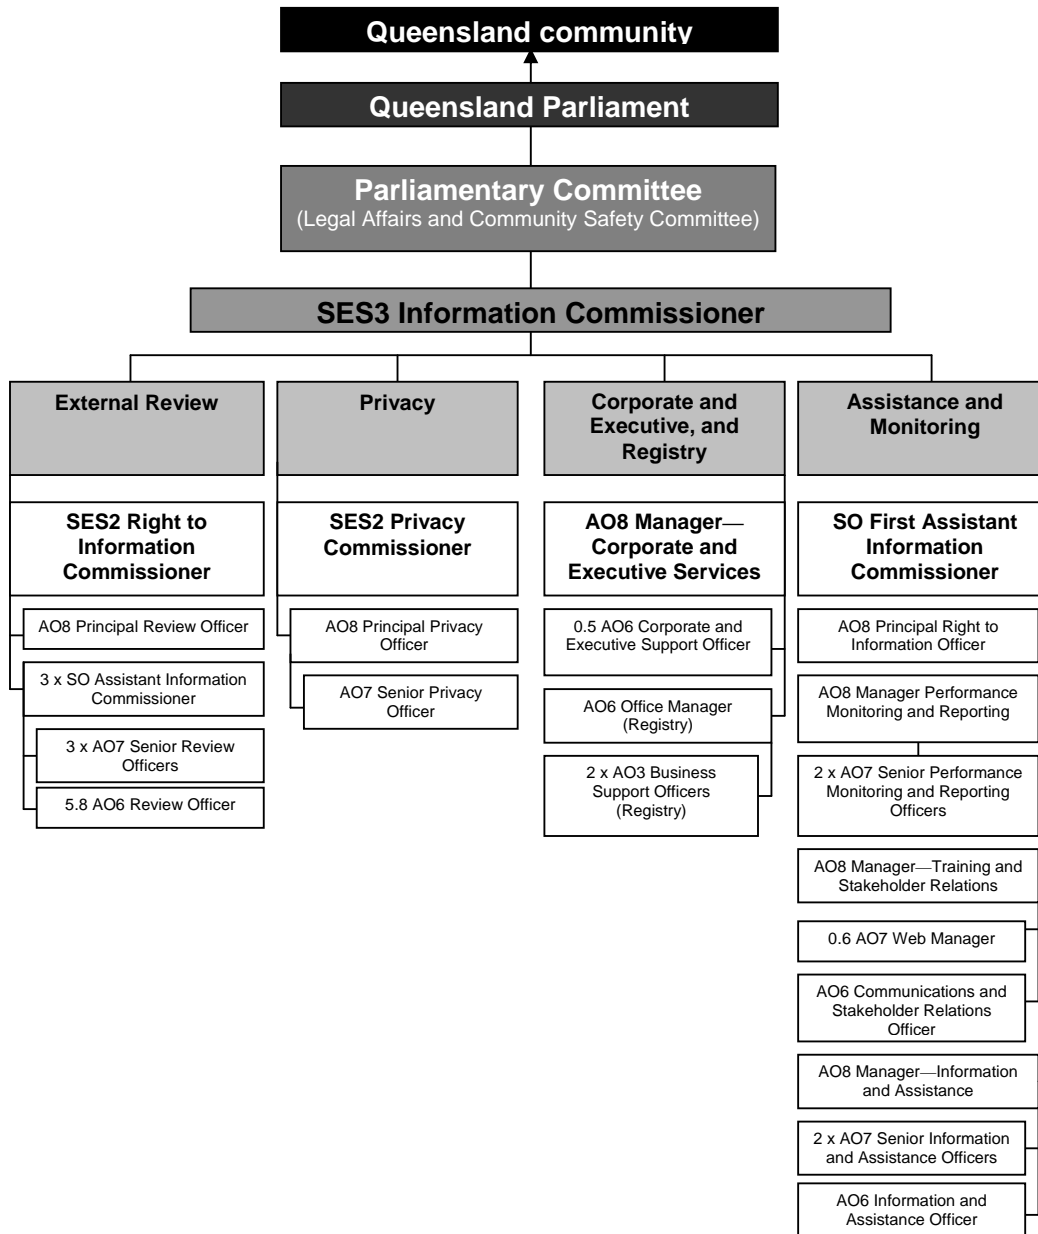 Queensland community
Queensland Parliament
Parliamentary Committee
(Legal Affairs and Community Safety Committee)
SES3 Information Commissioner
External Review
SES2 Right to
Information
Commissioner
AO8 Principal Review Officer
3 x SO Assistant Information
Commissioner
3 x AO7 Senior Review
Officers
5.8 AO6 Review Officer
Privacy
SES2 Privacy
Commissioner
AO8 Principal Privacy
Officer
AO7 Senior Privacy
Officer
Corporate and
Executive, and
Registry
AO8 Manager—
Corporate and
Executive Services
0.5 AO6 Corporate and
Executive Support Officer
AO6 Office Manager
(Registry)
2 x AO3 Business
Support Officers
(Registry)
Assistance and
Monitoring
SO First Assistant
Information
Commissioner
AO8 Principal Right to
Information Officer
AO8 Manager Performance
Monitoring and Reporting
2 x AO7 Senior Performance
Monitoring and Reporting
Officers
AO8 Manager—Training and
Stakeholder Relations
0.6 AO7 Web Manager
AO6 Communications and
Stakeholder Relations
Officer
AO8 Manager—Information
and Assistance
2 x AO7 Senior Information
and Assistance Officers
AO6 Information and
Assistance Officer